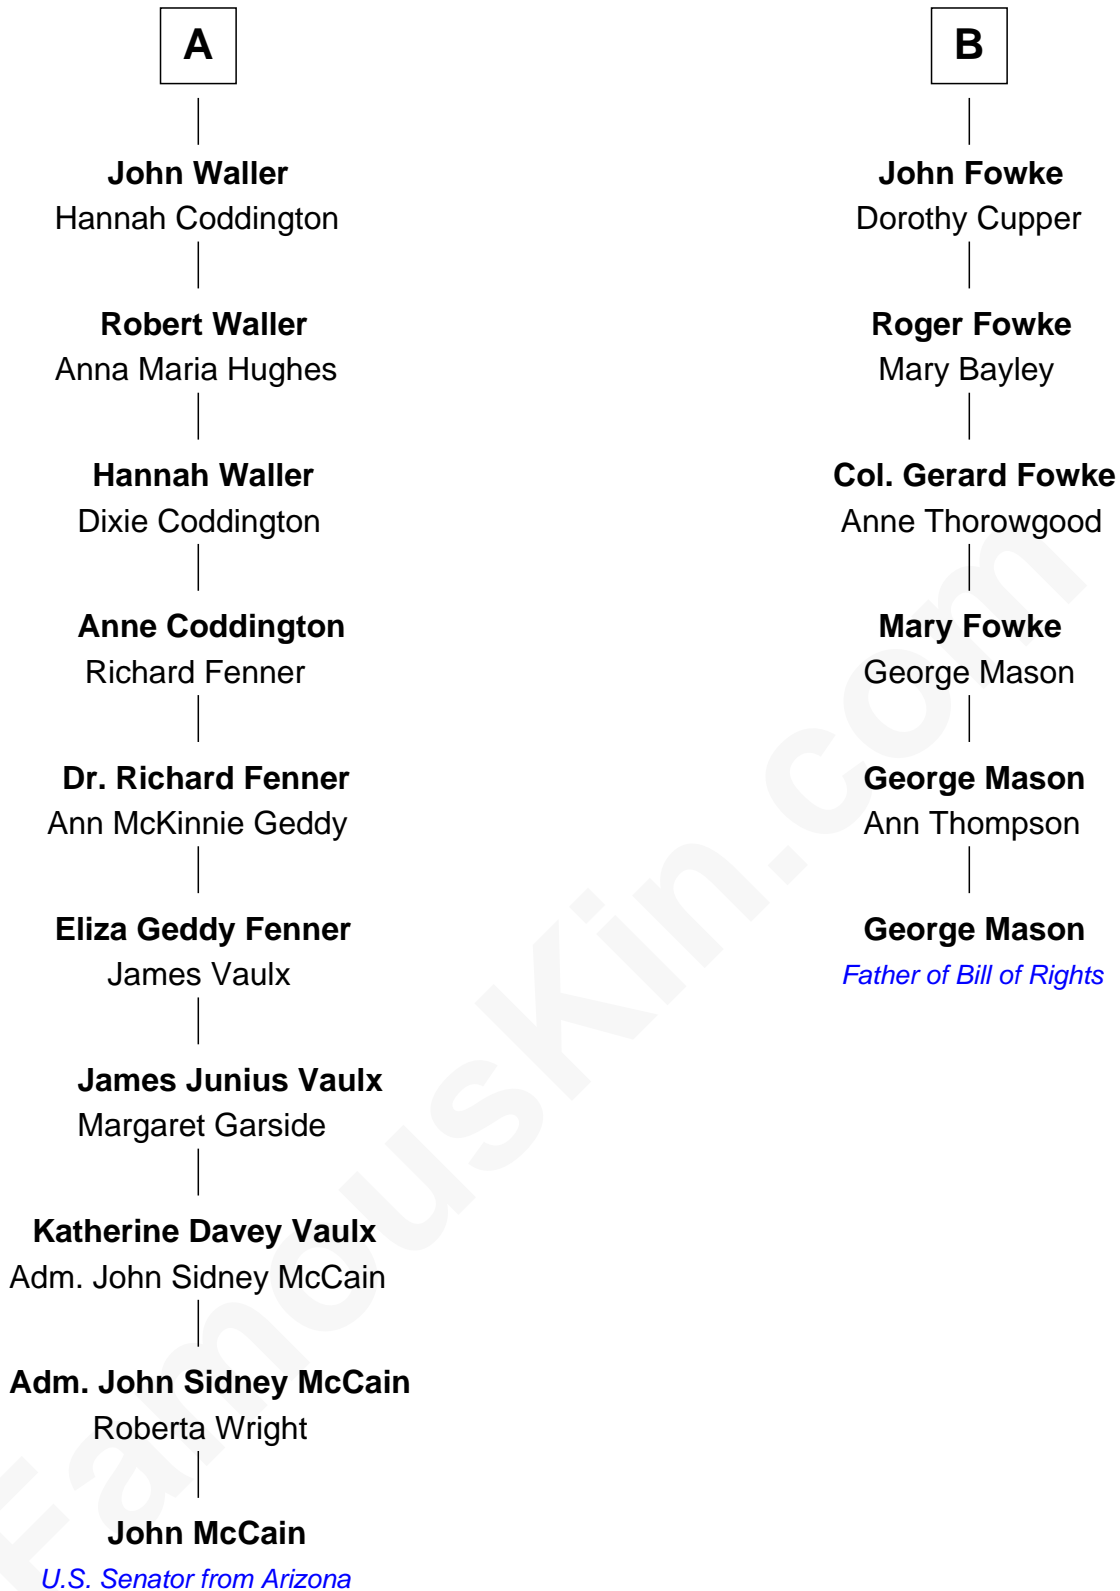 A
John Waller
Hannah Coddington
Robert Waller
Anna Maria Hughes
Hannah Waller
Dixie Coddington
Anne Coddington
Richard Fenner
Dr. Richard Fenner
Ann McKinnie Geddy
Eliza Geddy Fenner
James Vaulx
James Junius Vaulx
Margaret Garside
Katherine Davey Vaulx
Adm. John Sidney McCain
Adm. John Sidney McCain
Roberta Wright
John McCain
U.S. Senator from Arizona
B
John Fowke
Dorothy Cupper
Roger Fowke
Mary Bayley
Col. Gerard Fowke
Anne Thorowgood
Mary Fowke
George Mason
George Mason
Ann Thompson
George Mason
Father of Bill of Rights
FamousKin.com